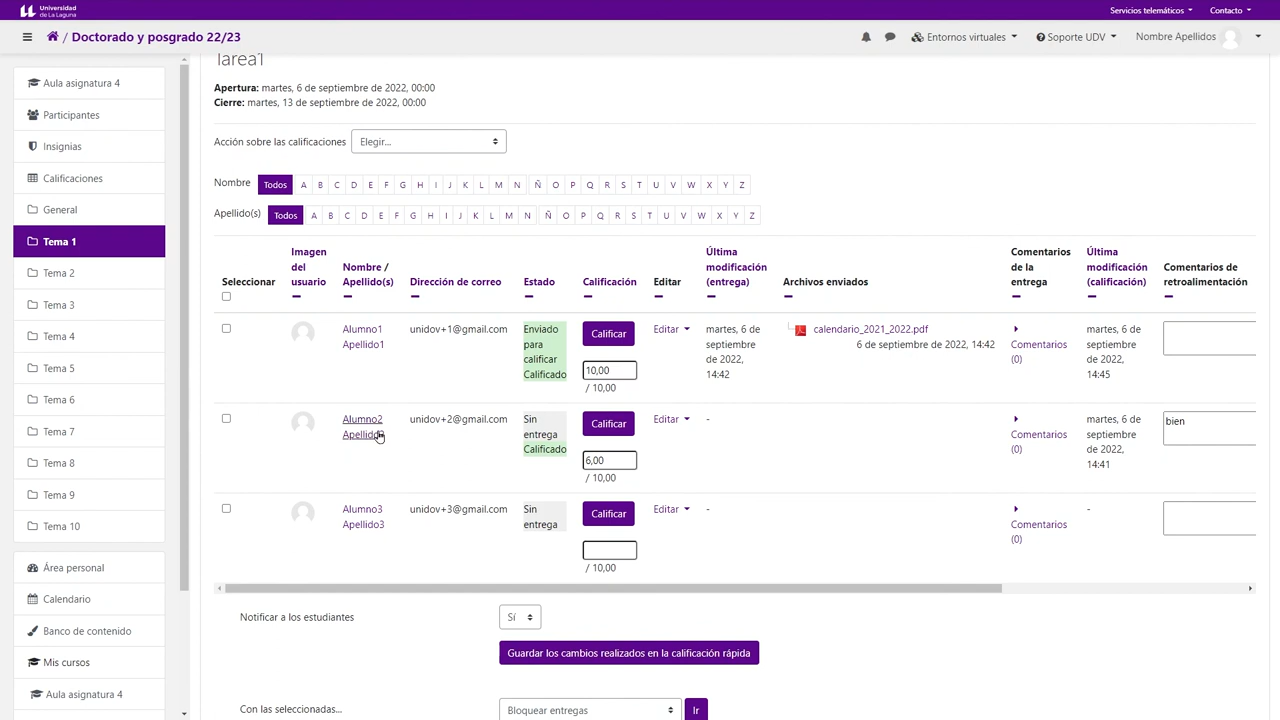 Universidad
de La Laguna
Servicios telemáticos
Contacto
/ Doctorado y posgrado 22/23
Entornos virtuales
Soporte UDV
Nombre Apellidos
Aula asignatura 4
Participantes
Insignias
Calificaciones
General
Tema 1
Tema 2
Tema 3
Tema 4
Tema 5
Tema 6
Tema 7
Tema 8
Tema 9
Tema 10
Área personal
Calendario
Banco de contenido
Mis cursos
Aula asignatura 4
Tarea1
Apertura: martes, 6 de septiembre de 2022, 00:00
Cierre: martes, 13 de septiembre de 2022, 00:00
Acción sobre las calificaciones
Elegir...
Nombre Todos A B C D E F G H I J K L M N Ñ O P Q R S T U V W X Y Z
Apellido(s) Todos A B C D E F G H I J K L M N Ñ O P Q R S T U V W X Y Z
Seleccionar
Imagen
del
usuario
Nombre /
Apellido(s)
Dirección de correo
Estado
Calificación
Editar
Última
modificación
(entrega)
Archivos enviados
Comentarios
de la
entrega
Última
modificación
(calificación)
Comentarios de
retroalimentación
Alumno1
Apellido1
unidov+1@gmail.com
Enviado
para
calificar
Calificado
Calificar
10,00
/ 10,00
Editar
martes, 6 de
septiembre
de 2022,
14:42
calendario_2021_2022.pdf
6 de septiembre de 2022, 14:42
Comentarios
(0)
martes, 6 de
septiembre
de 2022,
14:45
Alumno2
Apellido2
unidov+2@gmail.com
Sin
entrega
Calificado
Calificar
6,00
/ 10,00
Editar
-
Comentarios
(0)
martes, 6 de
septiembre
de 2022,
14:41
bien
Alumno3
Apellido3
unidov+3@gmail.com
Sin
entrega
Calificar
/ 10,00
Editar
-
Comentarios
(0)
-
Notificar a los estudiantes
Sí
Guardar los cambios realizados en la calificación rápida
Con las seleccionadas...
Bloquear entregas
Ir